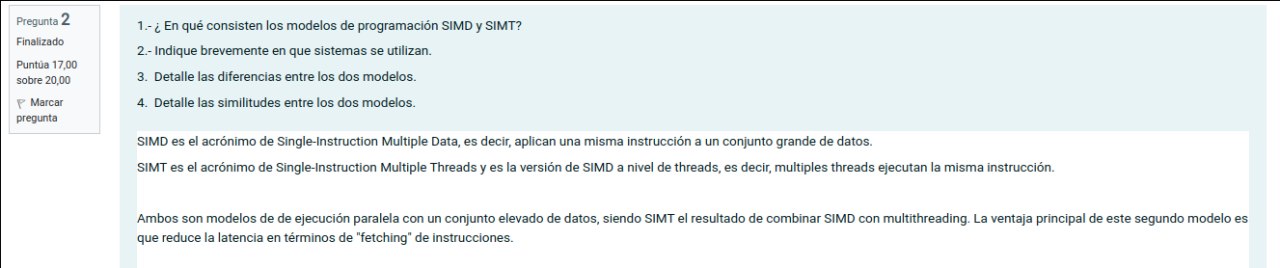 Pregunta 2
Finalizado
Puntúa 17,00
sobre 20,00
Marcar
pregunta
1.- ¿ En qué consisten los modelos de programación SIMD y SIMT?
2.- Indique brevemente en que sistemas se utilizan.
3. Detalle las diferencias entre los dos modelos.
4. Detalle las similitudes entre los dos modelos.
SIMD es el acrónimo de Single-Instruction Multiple Data, es decir, aplican una misma instrucción a un conjunto grande de datos.
SIMT es el acrónimo de Single-Instruction Multiple Threads y es la versión de SIMD a nivel de threads, es decir, multiples threads ejecutan la misma instrucción.
Ambos son modelos de de ejecución paralela con un conjunto elevado de datos, siendo SIMT el resultado de combinar SIMD con multithreading. La ventaja principal de este segundo modelo es
que reduce la latencia en términos de "fetching" de instrucciones.